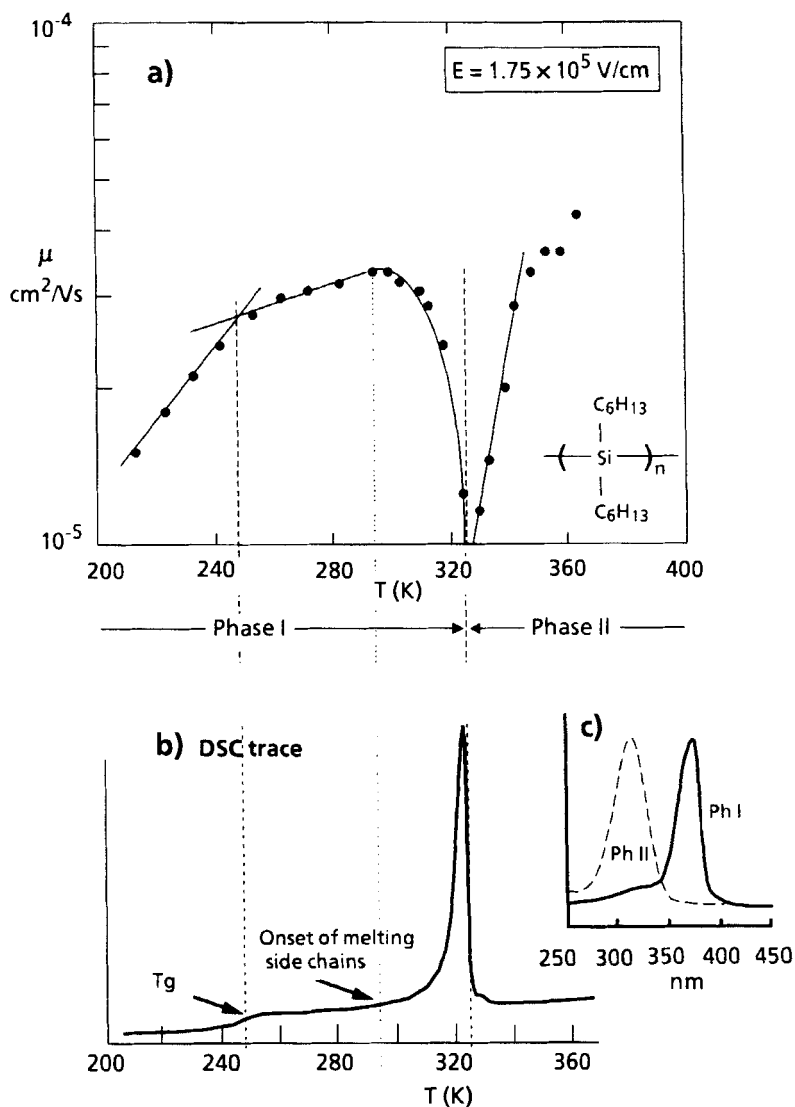 10⁻⁴
a)
E = 1.75 × 10⁵ V/cm
μ
cm²/Vs
C₆H₁₃
( Si )n
C₆H₁₃
10⁻⁵
200 240 280 320 360 400
T (K)
Phase I Phase II
b) DSC trace
c)
Ph I
Ph II
Onset of melting
side chains
Tg
250 300 350 400 450
nm
200 240 280 320 360
T (K)